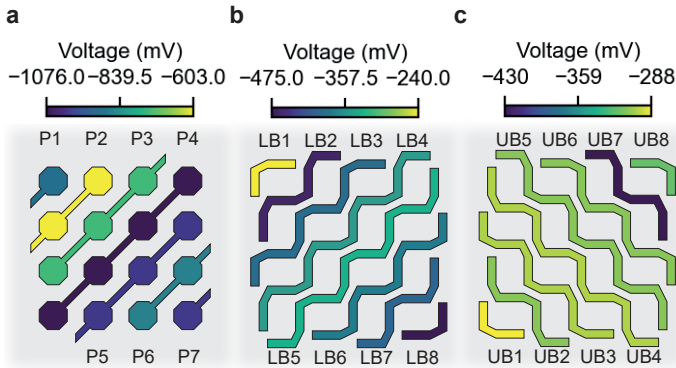 a b c
Voltage (mV) Voltage (mV) Voltage (mV)
−1076.0 −839.5 −603.0 −475.0 −357.5 −240.0 −430 −359 −288
P1 P2 P3 P4 LB1 LB2 LB3 LB4 UB5 UB6 UB7 UB8
P5 P6 P7 LB5 LB6 LB7 LB8 UB1 UB2 UB3 UB4